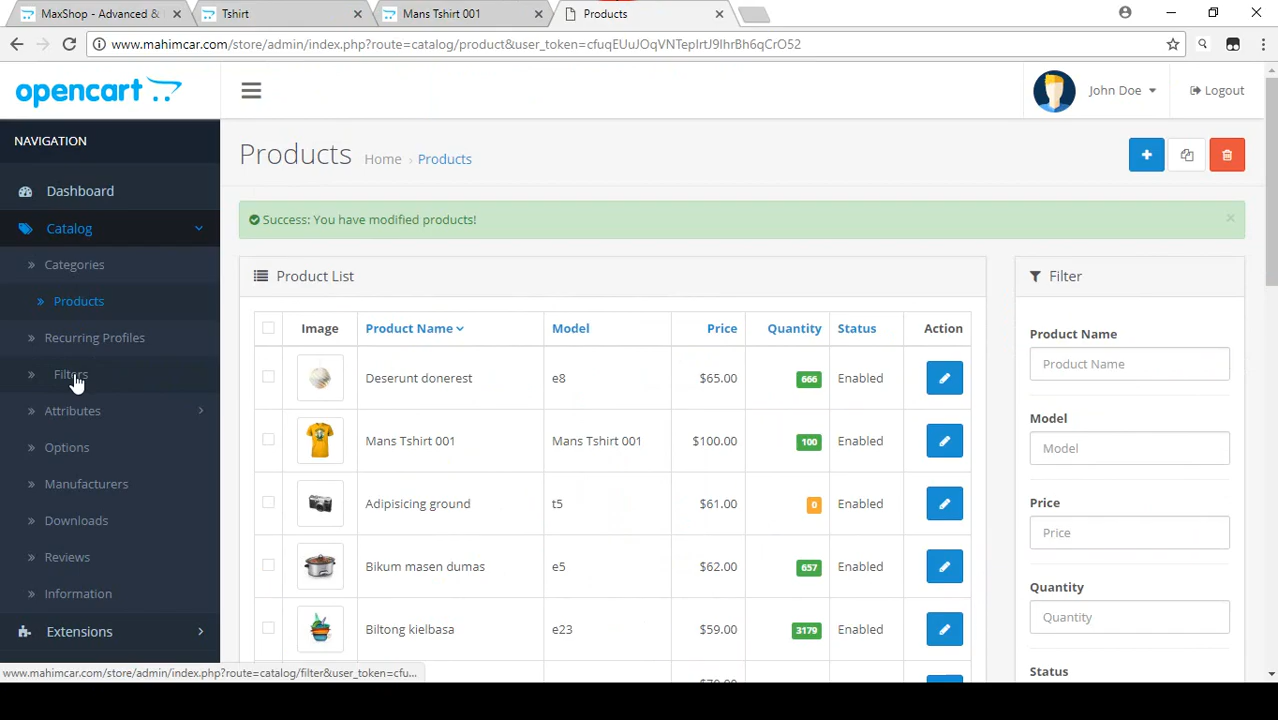 MaxShop - Advanced &
Tshirt
Mans Tshirt 001
Products
www.mahimcar.com/store/admin/index.php?route=catalog/product&user_token=cfuqEUuJOqVNTepIrtJ9IhrBh6qCrO52
opencart
John Doe
Logout
NAVIGATION
Dashboard
Catalog
Categories
Products
Recurring Profiles
Filters
Attributes
Options
Manufacturers
Downloads
Reviews
Information
Extensions
Products Home › Products
Success: You have modified products!
×
Product List
Image Product Name Model Price Quantity Status Action
Deserunt donerest e8 $65.00 666 Enabled
Mans Tshirt 001 Mans Tshirt 001 $100.00 100 Enabled
Adipisicing ground t5 $61.00 0 Enabled
Bikum masen dumas e5 $62.00 657 Enabled
Biltong kielbasa e23 $59.00 3179 Enabled
Filter
Product Name
Product Name
Model
Model
Price
Price
Quantity
Quantity
Status
www.mahimcar.com/store/admin/index.php?route=catalog/filter&user_token=cfu...